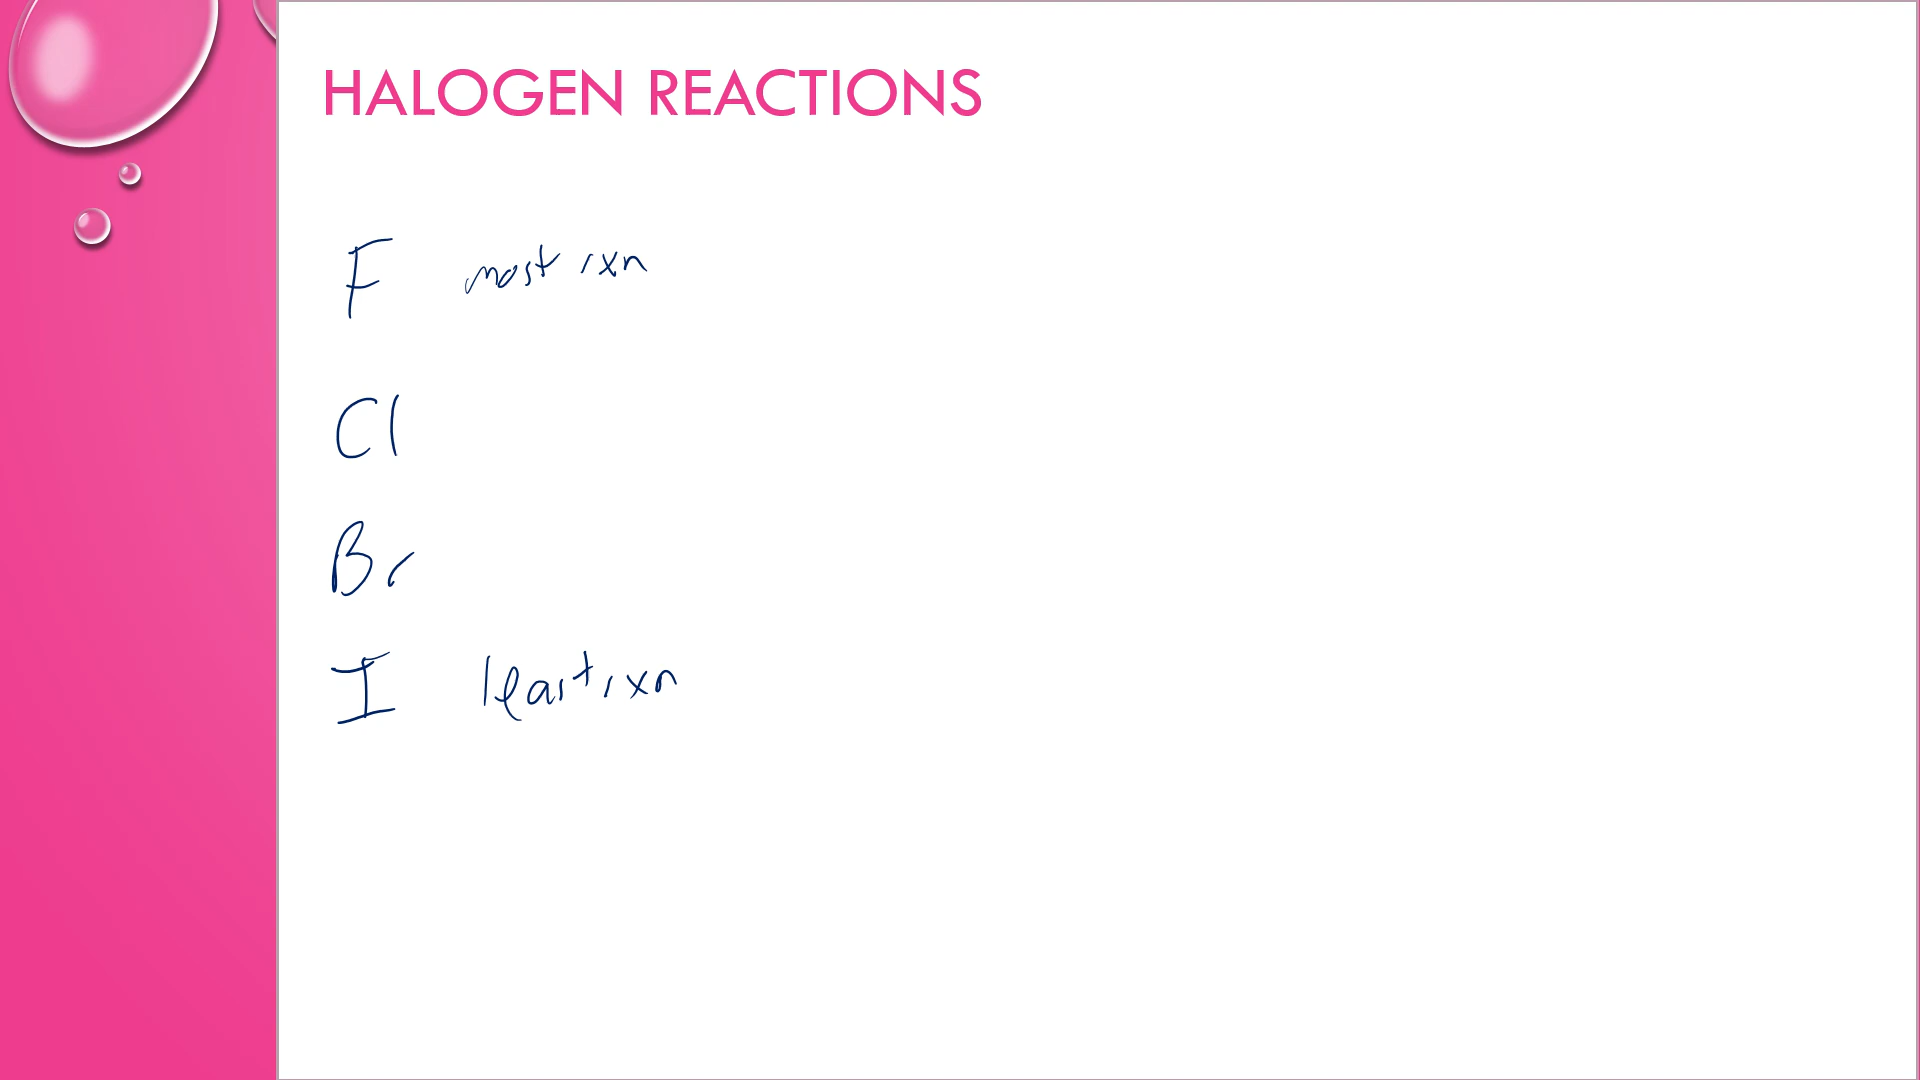 HALOGEN REACTIONS
F most rxn
Cl
Br
I least rxn